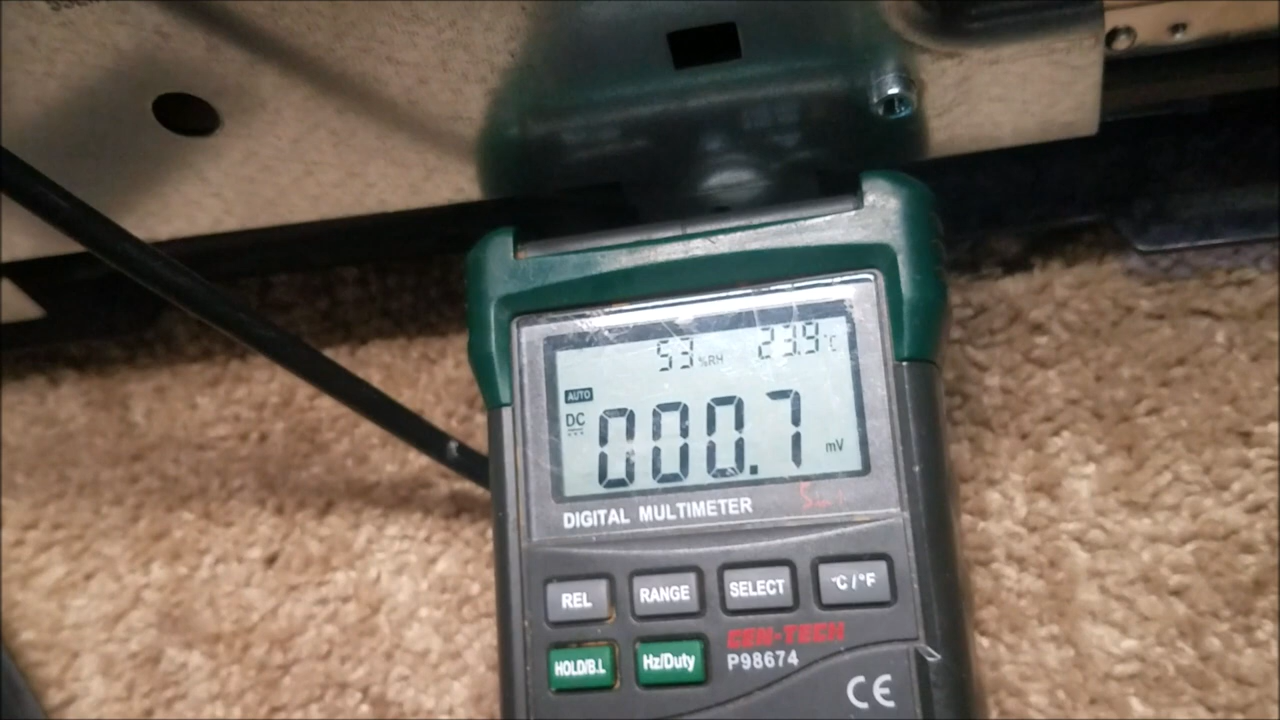 53 %RH 23.9 °C
AUTO
DC
000.7 mV
DIGITAL MULTIMETER
REL RANGE SELECT °C/°F
HOLD/B.L Hz/Duty
CEN-TECH
P98674
CE